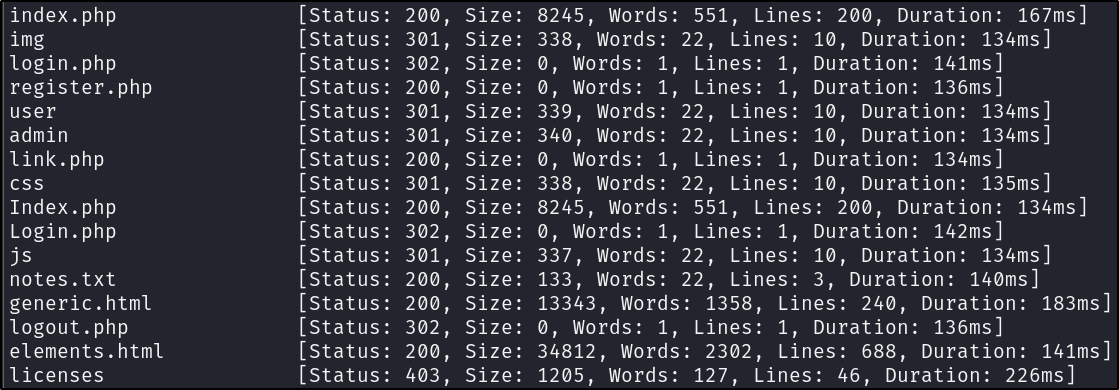 index.php [Status: 200, Size: 8245, Words: 551, Lines: 200, Duration: 167ms]
img [Status: 301, Size: 338, Words: 22, Lines: 10, Duration: 134ms]
login.php [Status: 302, Size: 0, Words: 1, Lines: 1, Duration: 141ms]
register.php [Status: 200, Size: 0, Words: 1, Lines: 1, Duration: 136ms]
user [Status: 301, Size: 339, Words: 22, Lines: 10, Duration: 134ms]
admin [Status: 301, Size: 340, Words: 22, Lines: 10, Duration: 134ms]
link.php [Status: 200, Size: 0, Words: 1, Lines: 1, Duration: 134ms]
css [Status: 301, Size: 338, Words: 22, Lines: 10, Duration: 135ms]
Index.php [Status: 200, Size: 8245, Words: 551, Lines: 200, Duration: 134ms]
Login.php [Status: 302, Size: 0, Words: 1, Lines: 1, Duration: 142ms]
js [Status: 301, Size: 337, Words: 22, Lines: 10, Duration: 134ms]
notes.txt [Status: 200, Size: 133, Words: 22, Lines: 3, Duration: 140ms]
generic.html [Status: 200, Size: 13343, Words: 1358, Lines: 240, Duration: 183ms]
logout.php [Status: 302, Size: 0, Words: 1, Lines: 1, Duration: 136ms]
elements.html [Status: 200, Size: 34812, Words: 2302, Lines: 688, Duration: 141ms]
licenses [Status: 403, Size: 1205, Words: 127, Lines: 46, Duration: 226ms]